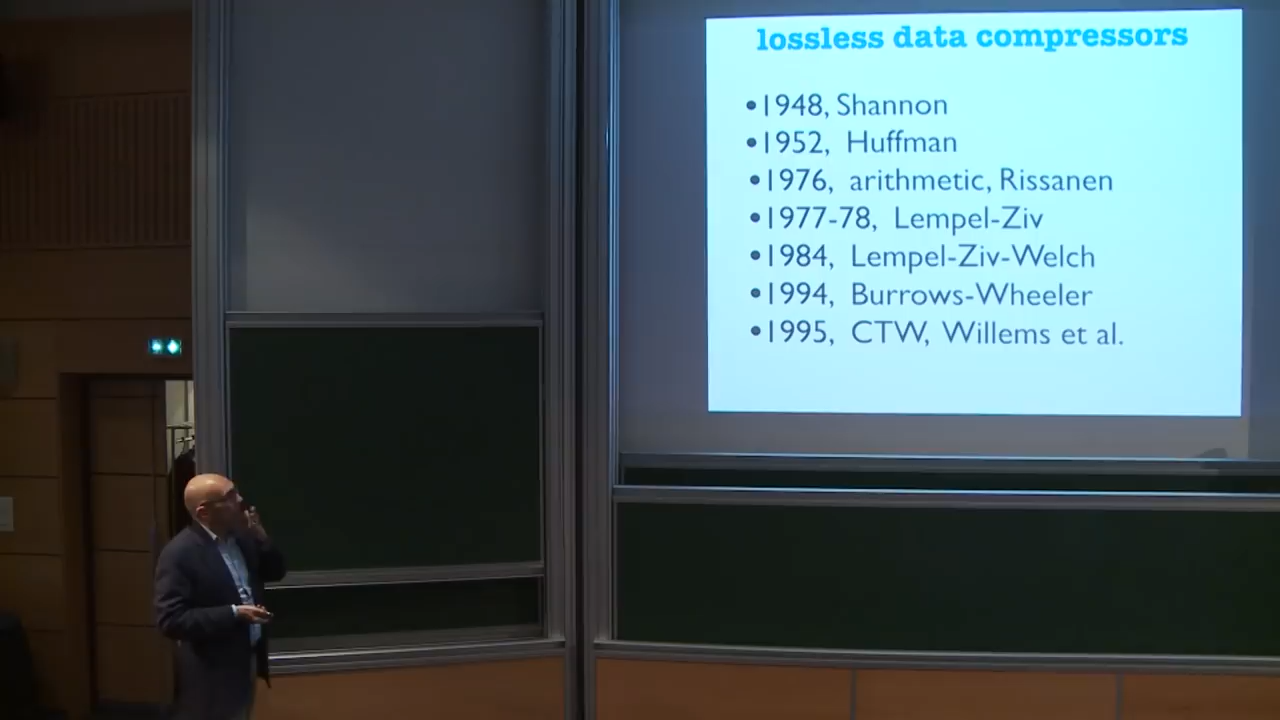 lossless data compressors
•1948, Shannon
•1952, Huffman
•1976, arithmetic, Rissanen
•1977-78, Lempel-Ziv
•1984, Lempel-Ziv-Welch
•1994, Burrows-Wheeler
•1995, CTW, Willems et al.